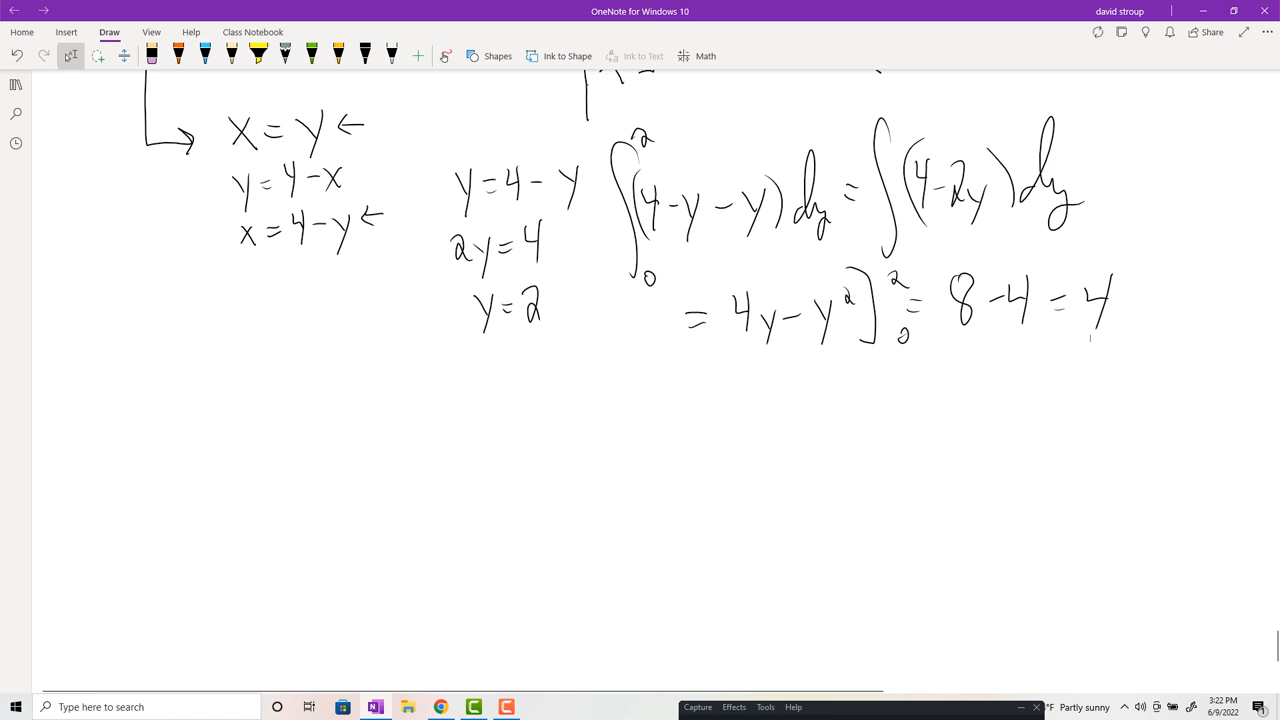 OneNote for Windows 10
david stroup
Home Insert Draw View Help Class Notebook
Share
Shapes Ink to Shape Ink to Text Math
x = y ←
y = 4 - x
x = 4 - y ←
y = 4 - y
2y = 4
y = 2
∫₀² (4 - y - y) dy = ∫ (4 - 2y) dy
= 4y - y² ]₀² = 8 - 4 = 4
Type here to search
Capture Effects Tools Help
°F Partly sunny
3:22 PM
6/9/2022